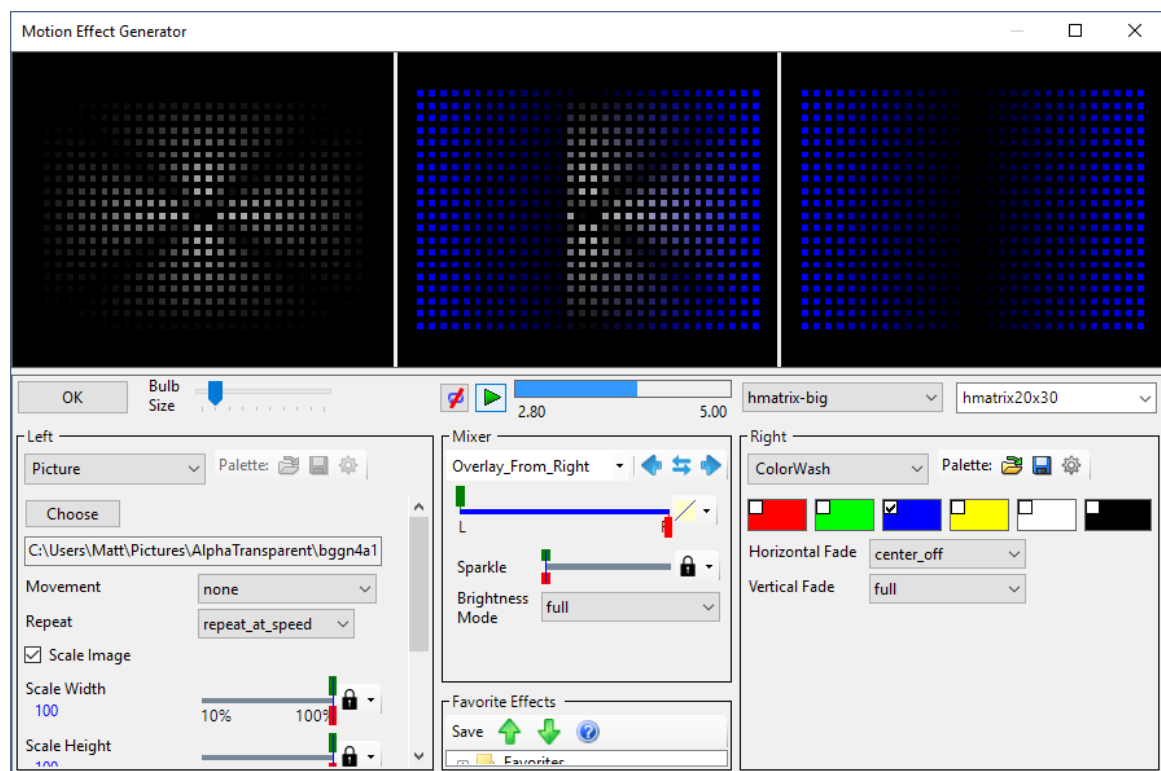 Motion Effect Generator
OK
Bulb
Size
2.80
5.00
hmatrix-big
hmatrix20x30
Left
Picture
Palette:
Choose
C:\Users\Matt\Pictures\AlphaTransparent\bggn4a1
Movement
none
Repeat
repeat_at_speed
Scale Image
Scale Width
100
10%
100%
Scale Height
100
Mixer
Overlay_From_Right
L
Sparkle
Brightness
Mode
full
Favorite Effects
Save
Favorites
Right
ColorWash
Palette:
Horizontal Fade
center_off
Vertical Fade
full